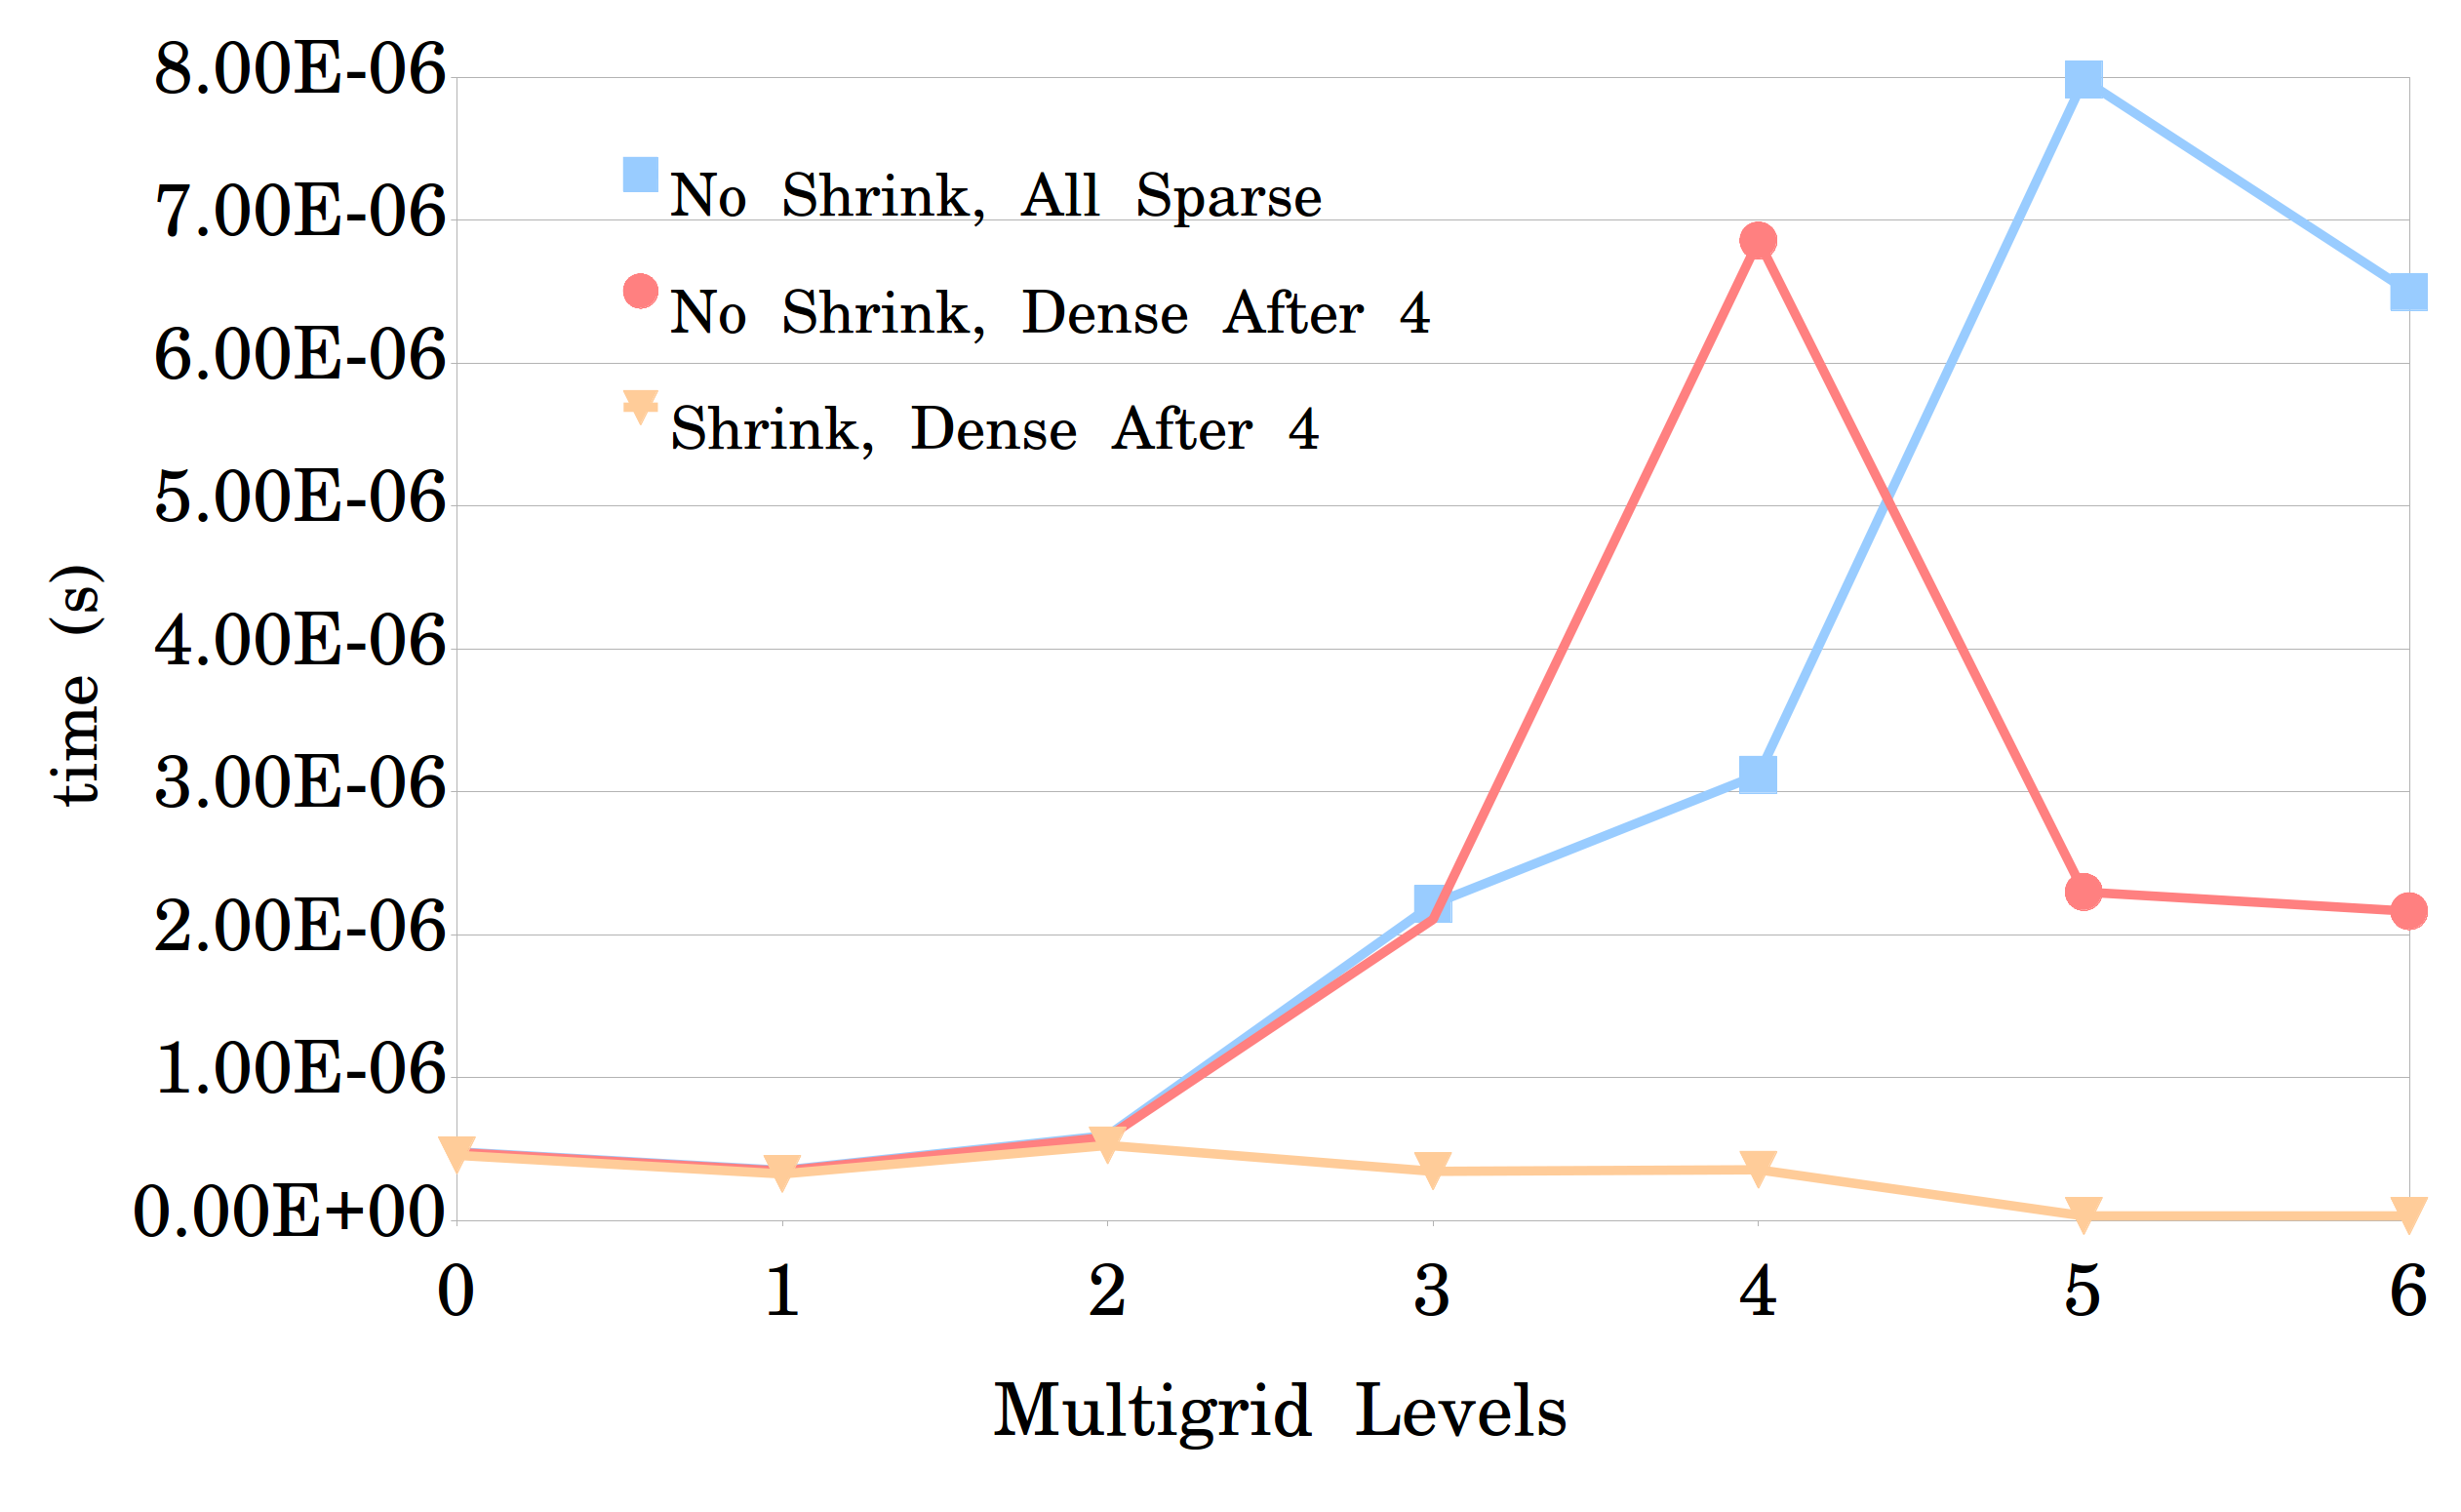 8.00E-06
7.00E-06
6.00E-06
5.00E-06
4.00E-06
3.00E-06
2.00E-06
1.00E-06
0.00E+00
time (s)
No Shrink, All Sparse
No Shrink, Dense After 4
Shrink, Dense After 4
0 1 2 3 4 5 6
Multigrid Levels